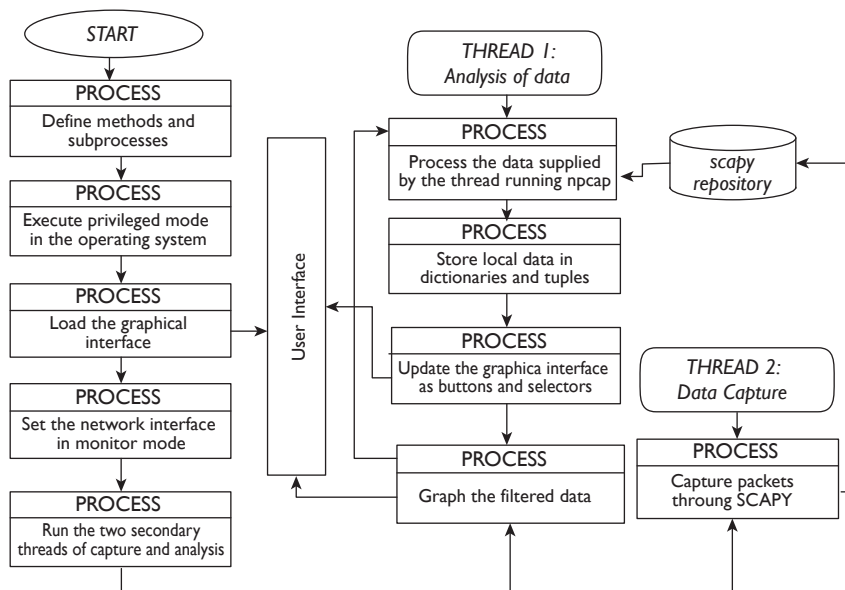 START
PROCESS
Define methods and
subprocesses
PROCESS
Execute privileged mode
in the operating system
PROCESS
Load the graphical
interface
PROCESS
Set the network interface
in monitor mode
PROCESS
Run the two secondary
threads of capture and analysis
User Interface
THREAD 1:
Analysis of data
PROCESS
Process the data supplied
by the thread running npcap
PROCESS
Store local data in
dictionaries and tuples
PROCESS
Update the graphica interface
as buttons and selectors
PROCESS
Graph the filtered data
scapy
repository
THREAD 2:
Data Capture
PROCESS
Capture packets
throung SCAPY